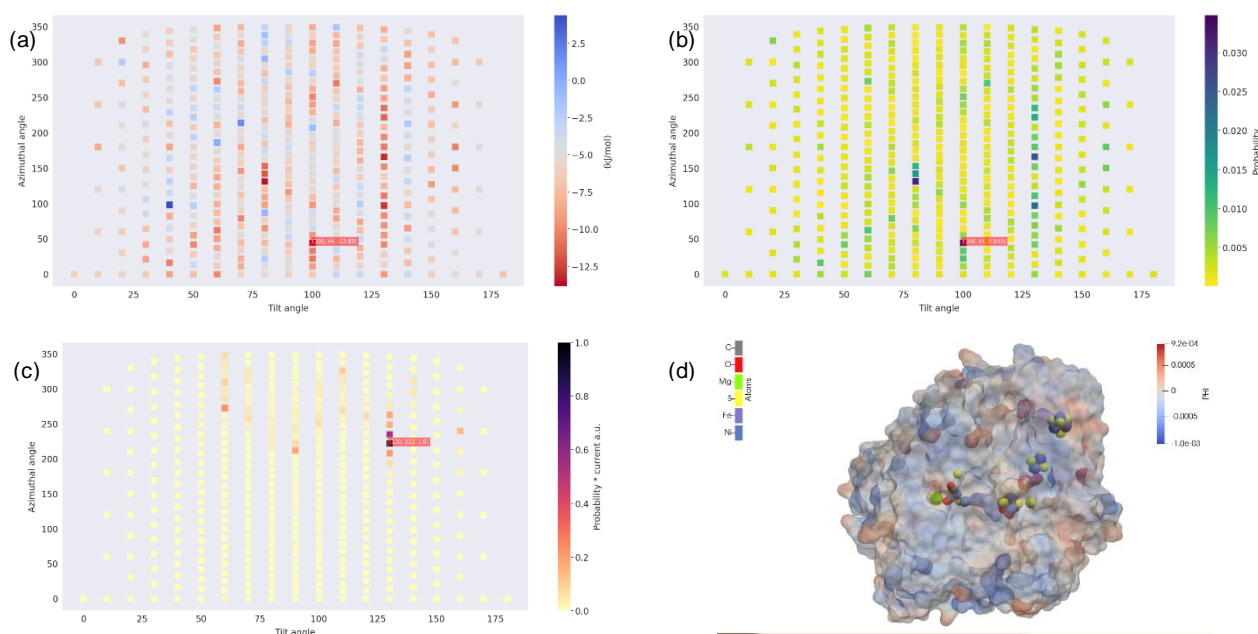 (a)
350
300
250
200
150
100
50
0
Azimuthal angle
0 25 50 75 100 125 150 175
Tilt angle
2.4
0.0
−2.5
−5.0
−7.5
−10.0
−12.5
(kJ/mol)
(b)
350
300
250
200
150
100
50
0
Azimuthal angle
0 25 50 75 100 125 150 175
Tilt angle
0.030
0.025
0.020
0.015
0.010
0.005
Probability
(c)
350
300
250
200
150
100
50
0
Azimuthal angle
0 25 50 75 100 125 150 175
Tilt angle
1.0
0.8
0.6
0.4
0.2
0.0
Probability * current a.u.
(d)
C
O
Mg
S
Fe
Ni
Atoms
9.2e-04
0.0005
0
-0.0005
-1.0e-03
PHI